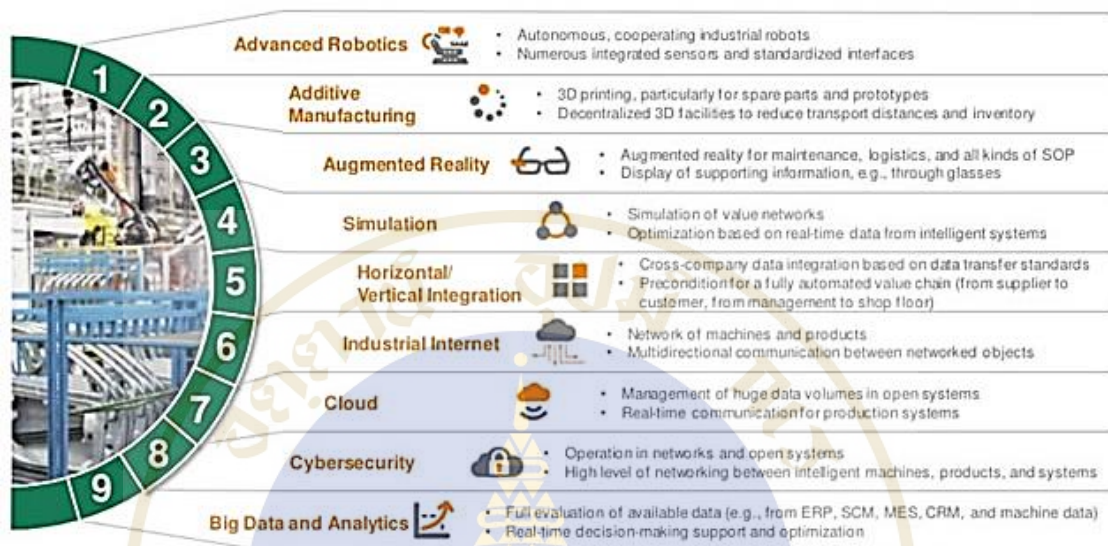 1
Advanced Robotics
• Autonomous, cooperating industrial robots
• Numerous integrated sensors and standardized interfaces
2
Additive
Manufacturing
• 3D printing, particularly for spare parts and prototypes
• Decentralized 3D facilities to reduce transport distances and inventory
3
Augmented Reality
• Augmented reality for maintenance, logistics, and all kinds of SOP
• Display of supporting information, e.g., through glasses
4
Simulation
• Simulation of value networks
• Optimization based on real-time data from intelligent systems
5
Horizontal/
Vertical Integration
• Cross-company data integration based on data transfer standards
• Precondition for a fully automated value chain (from supplier to
customer, from management to shop floor)
6
Industrial Internet
• Network of machines and products
• Multidirectional communication between networked objects
7
Cloud
• Management of huge data volumes in open systems
• Real-time communication for production systems
8
Cybersecurity
• Operation in networks and open systems
• High level of networking between intelligent machines, products, and systems
9
Big Data and Analytics
• Full evaluation of available data (e.g., from ERP, SCM, MES, CRM, and machine data)
• Real-time decision-making support and optimization